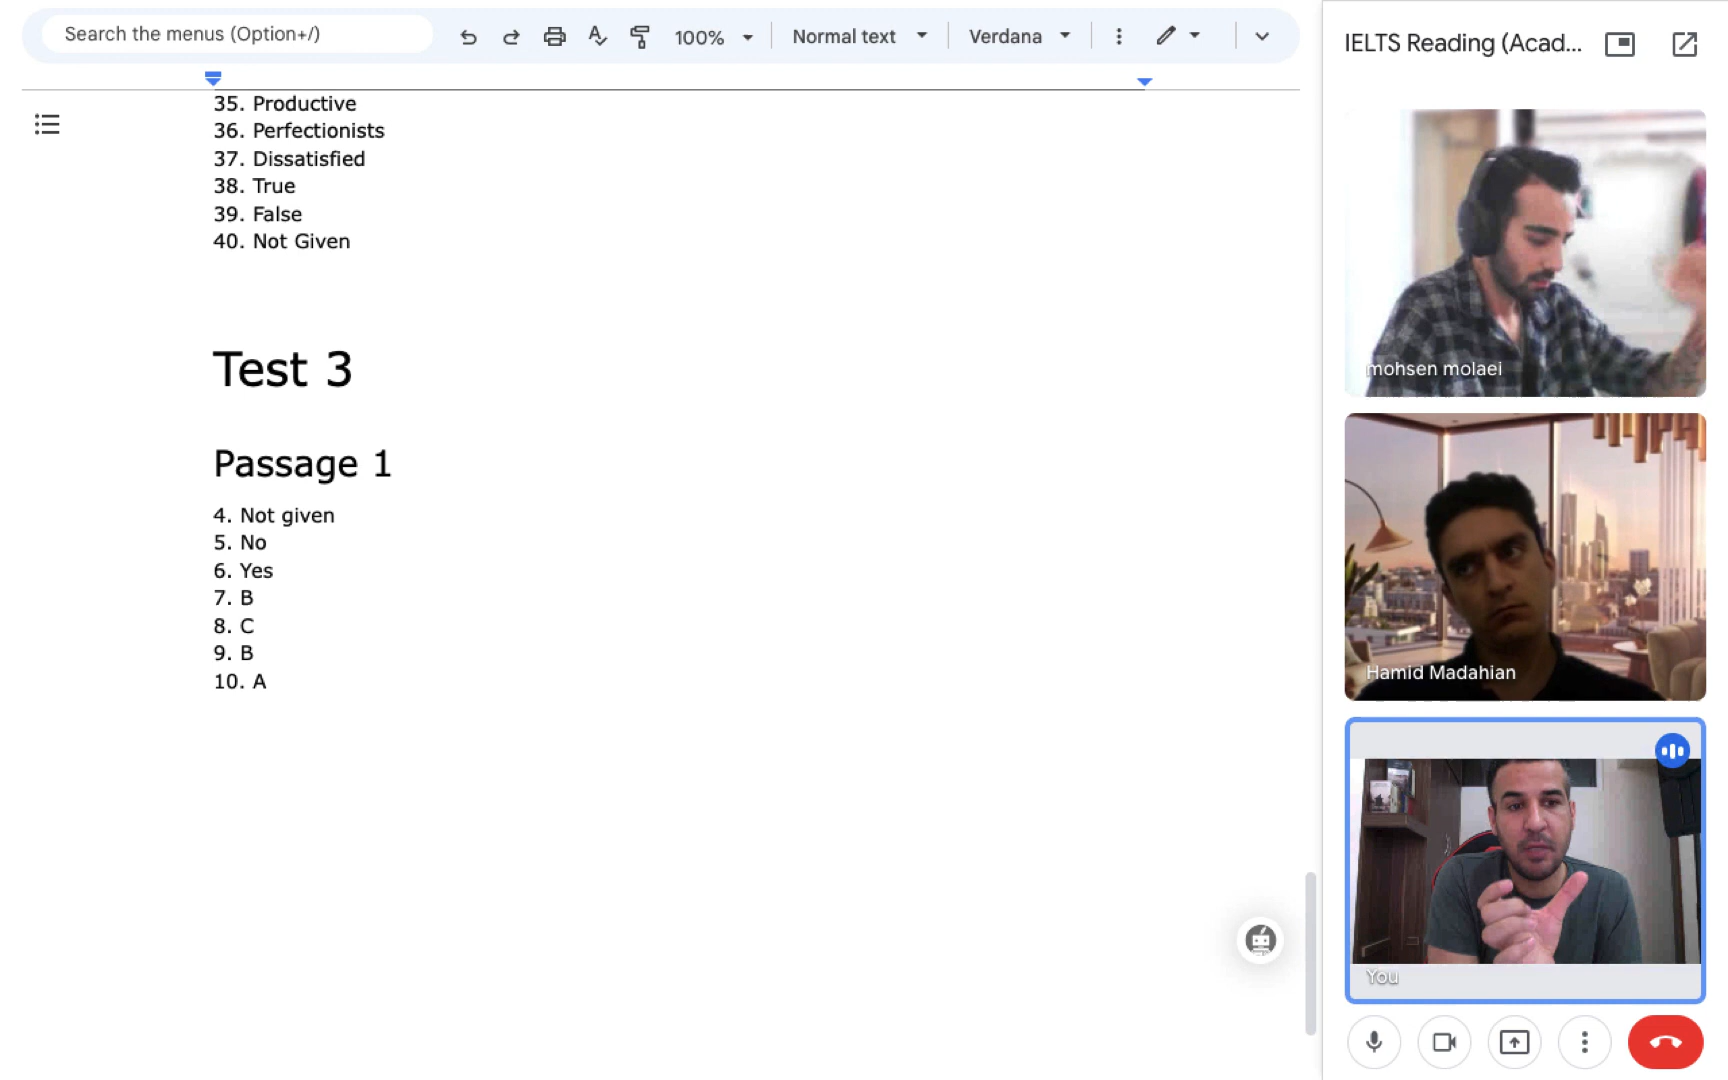 Search the menus (Option+/)
100%
Normal text
Verdana
IELTS Reading (Acad...
35. Productive
36. Perfectionists
37. Dissatisfied
38. True
39. False
40. Not Given
Test 3
Passage 1
4. Not given
5. No
6. Yes
7. B
8. C
9. B
10. A
mohsen molaei
Hamid Madahian
You